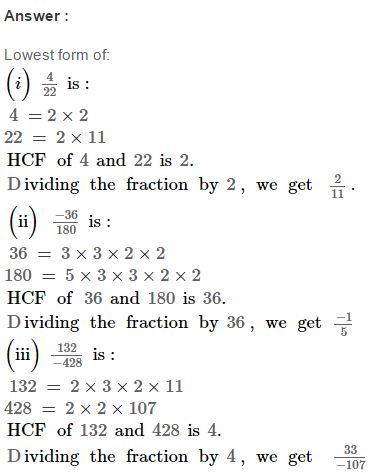 Answer :
Lowest form of:
(i) 4/22 is :
4 = 2 × 2
22 = 2 × 11
HCF of 4 and 22 is 2.
Dividing the fraction by 2, we get 2/11.
(ii) -36/180 is :
36 = 3 × 3 × 2 × 2
180 = 5 × 3 × 3 × 2 × 2
HCF of 36 and 180 is 36.
Dividing the fraction by 36, we get -1/5
(iii) 132/-428 is :
132 = 2 × 3 × 2 × 11
428 = 2 × 2 × 107
HCF of 132 and 428 is 4.
Dividing the fraction by 4, we get 33/-107